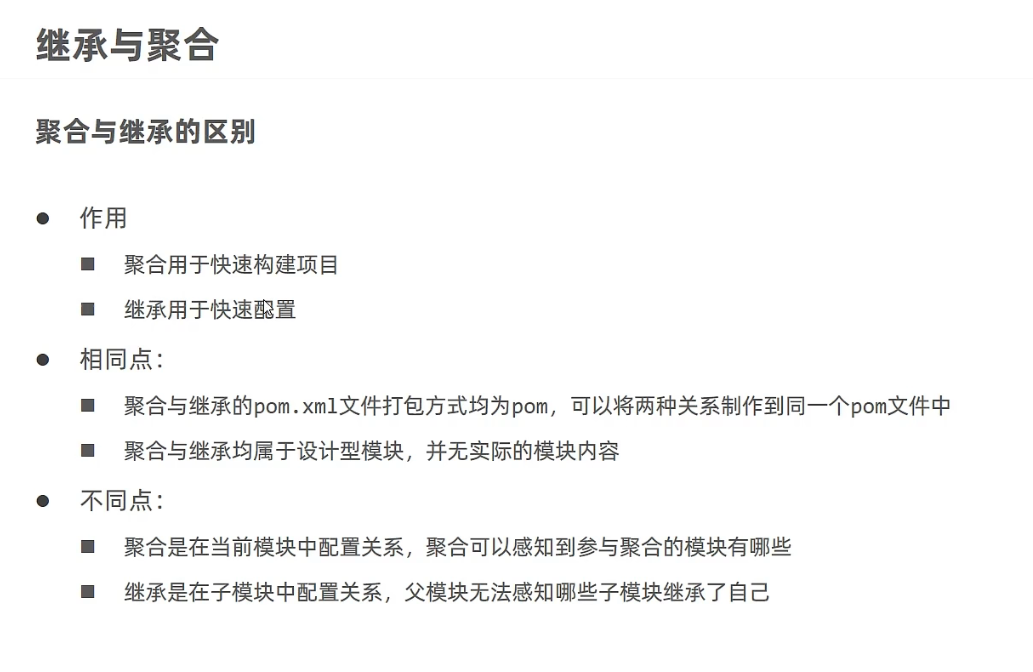 继承与聚合
聚合与继承的区别
● 作用
■ 聚合用于快速构建项目
■ 继承用于快速配置
● 相同点：
■ 聚合与继承的pom.xml文件打包方式均为pom，可以将两种关系制作到同一个pom文件中
■ 聚合与继承均属于设计型模块，并无实际的模块内容
● 不同点：
■ 聚合是在当前模块中配置关系，聚合可以感知到参与聚合的模块有哪些
■ 继承是在子模块中配置关系，父模块无法感知哪些子模块继承了自己